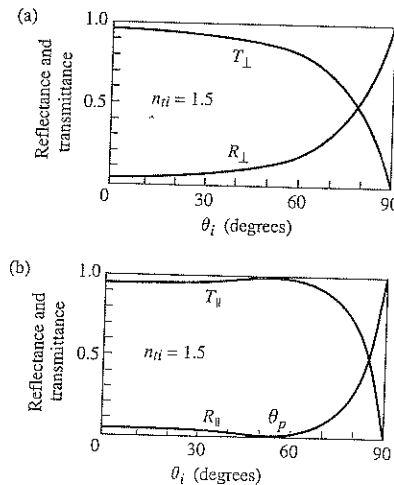 (a)
1.0
T⊥
0.5
n_ti = 1.5
R⊥
Reflectance and
transmittance
0
30
60
90
θ_i (degrees)
(b)
1.0
T∥
0.5
n_ti = 1.5
R∥
θ_p
Reflectance and
transmittance
0
30
60
90
θ_i (degrees)